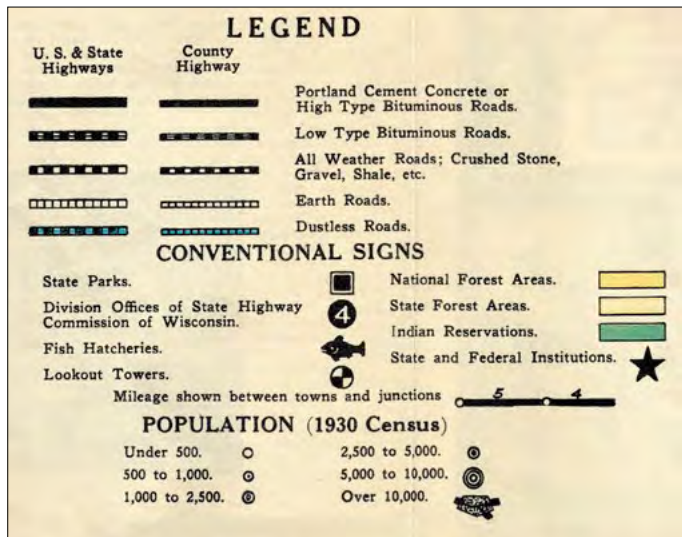 LEGEND
U. S. & State
Highways
County
Highway
Portland Cement Concrete or
High Type Bituminous Roads.
Low Type Bituminous Roads.
All Weather Roads; Crushed Stone,
Gravel, Shale, etc.
Earth Roads.
Dustless Roads.
CONVENTIONAL SIGNS
State Parks.
Division Offices of State Highway
Commission of Wisconsin.
4
Fish Hatcheries.
Lookout Towers.
National Forest Areas.
State Forest Areas.
Indian Reservations.
State and Federal Institutions.
Mileage shown between towns and junctions 5 4
POPULATION (1930 Census)
Under 500.
500 to 1,000.
1,000 to 2,500.
2,500 to 5,000.
5,000 to 10,000.
Over 10,000.